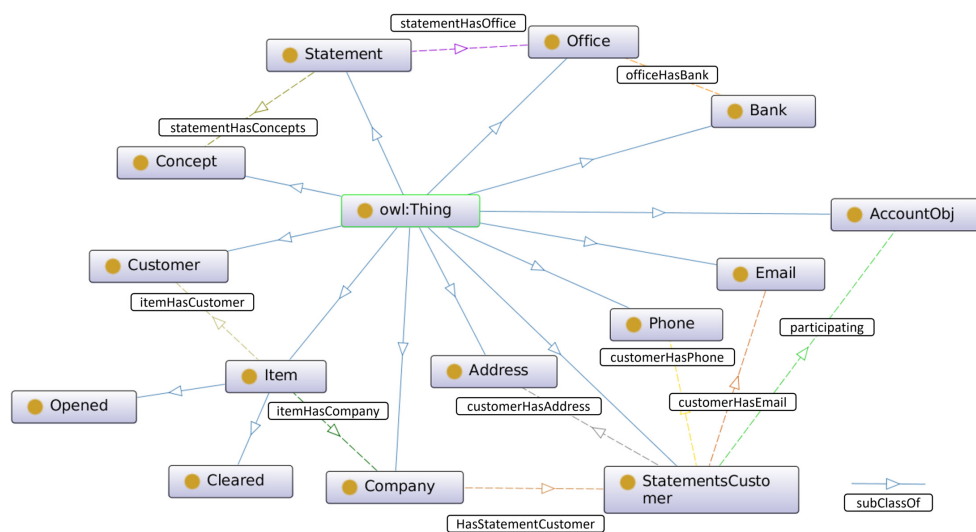 statementHasOffice
Statement
Office
officeHasBank
Bank
statementHasConcepts
Concept
owl:Thing
AccountObj
Customer
Email
itemHasCustomer
Phone
participating
customerHasPhone
Item
Address
Opened
itemHasCompany
customerHasAddress
customerHasEmail
Cleared
Company
StatementsCusto
mer
HasStatementCustomer
subClassOf